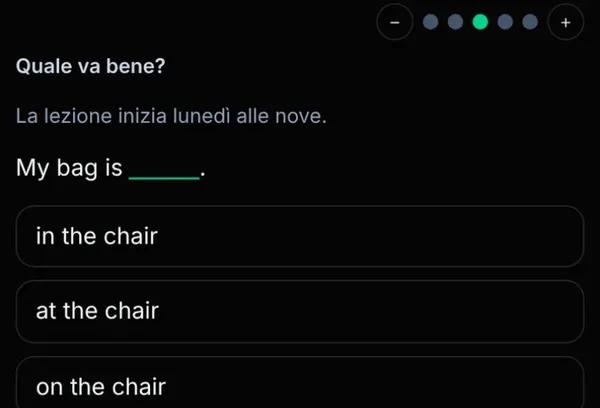 − +
Quale va bene?
La lezione inizia lunedì alle nove.
My bag is ______.
in the chair
at the chair
on the chair